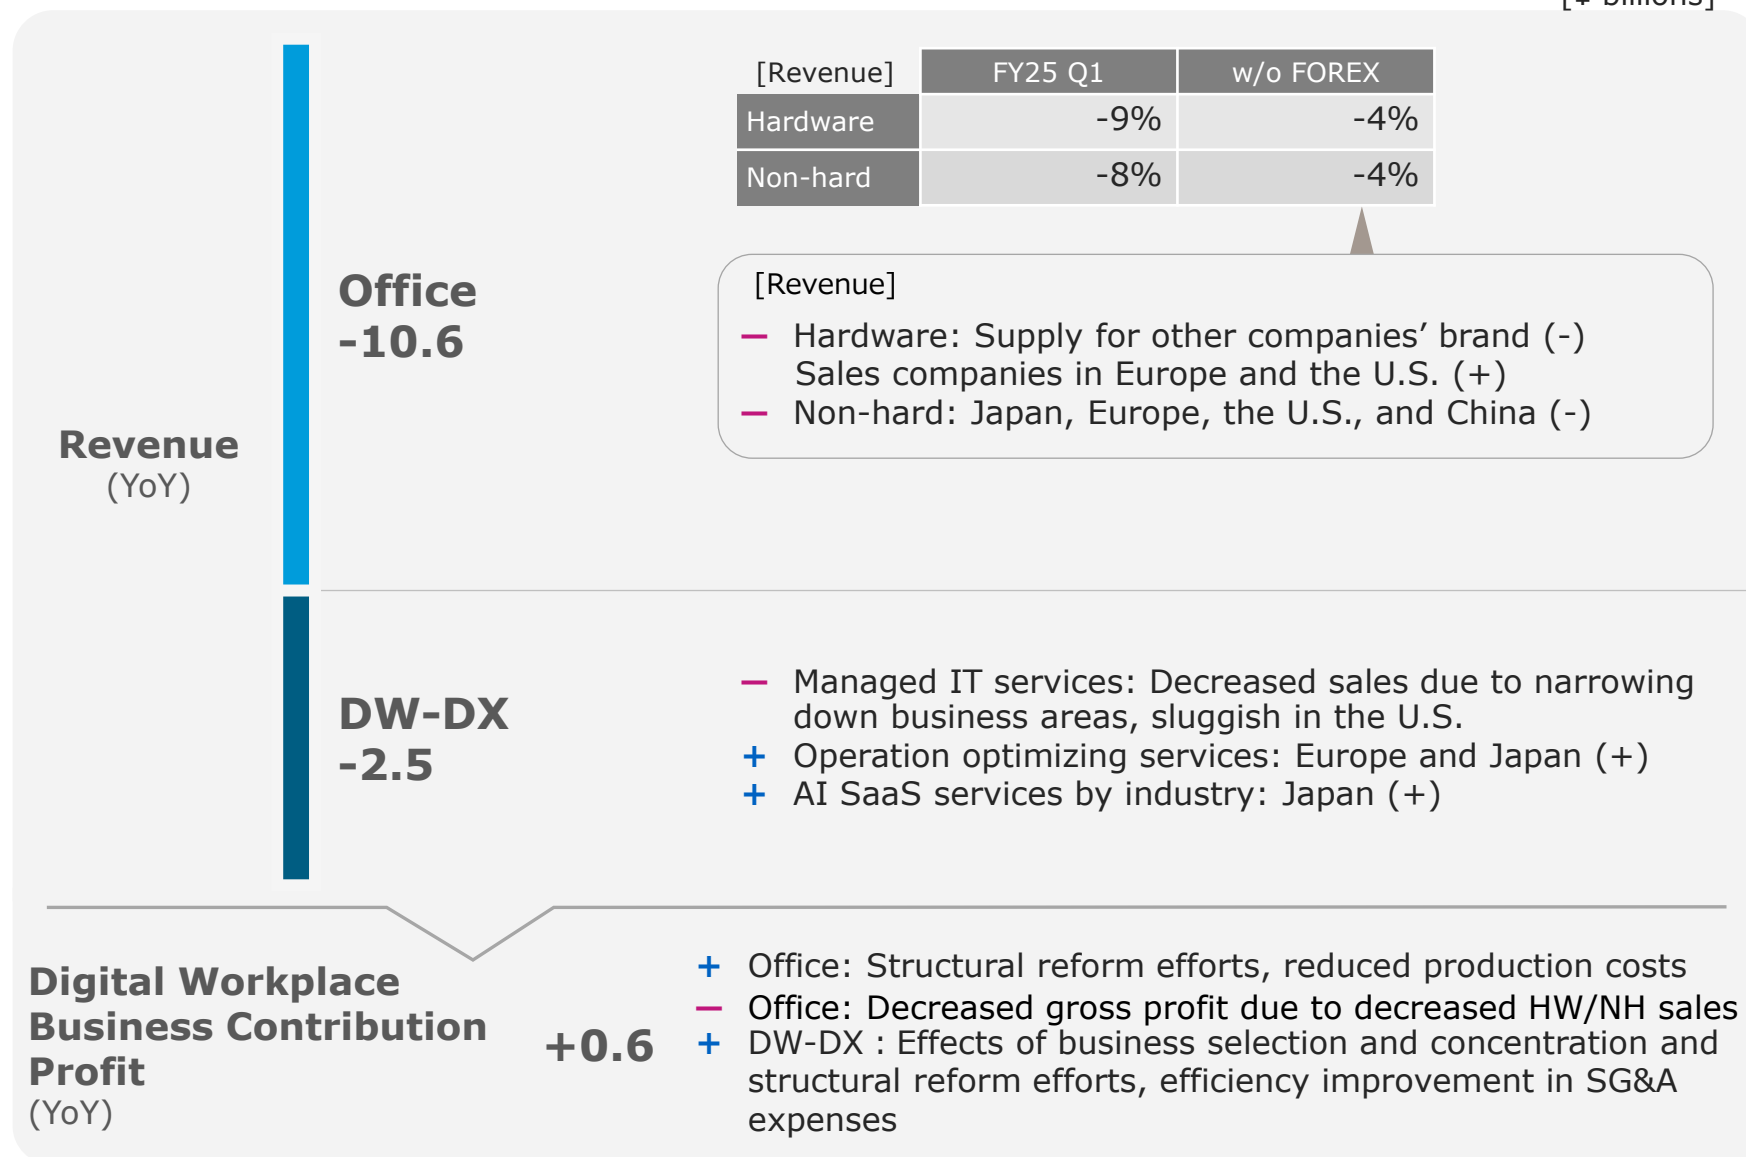 billions]
[Revenue] FY25 Q1 w/o FOREX
Hardware -9% -4%
Non-hard -8% -4%
Office
-10.6
[Revenue]
— Hardware: Supply for other companies’ brand (-)
Sales companies in Europe and the U.S. (+)
— Non-hard: Japan, Europe, the U.S., and China (-)
Revenue
(YoY)
DW-DX
-2.5
— Managed IT services: Decreased sales due to narrowing
down business areas, sluggish in the U.S.
+ Operation optimizing services: Europe and Japan (+)
+ AI SaaS services by industry: Japan (+)
Digital Workplace
Business Contribution
Profit
(YoY)
+0.6
+ Office: Structural reform efforts, reduced production costs
— Office: Decreased gross profit due to decreased HW/NH sales
+ DW-DX : Effects of business selection and concentration and
structural reform efforts, efficiency improvement in SG&A
expenses